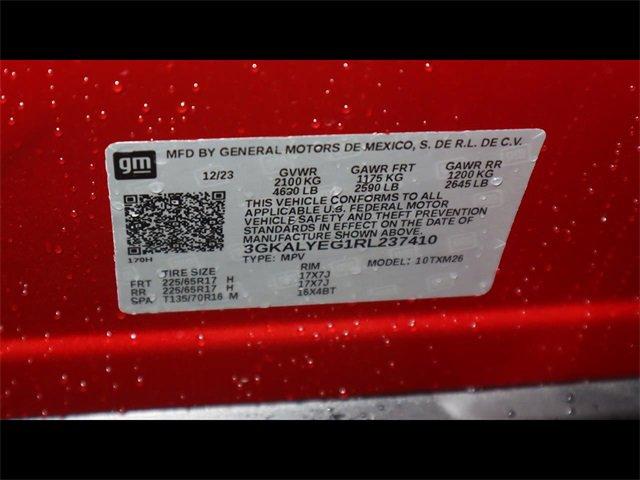 gm MFD BY GENERAL MOTORS DE MEXICO, S. DE R.L. DE C.V.
12/23 GVWR GAWR FRT GAWR RR
2100 KG 1175 KG 1200 KG
LB 2590 LB 2645 LB
THIS VEHICLE CONFORMS TO ALL
APPLICABLE U.S. FEDERAL MOTOR
VEHICLE SAFETY AND THEFT PREVENTION
STANDARDS IN EFFECT ON THE DATE OF
MANUFACTURE SHOWN ABOVE.
3GKALYEG1RL237410
170H TYPE: MPV MODEL: 10TXM26
TIRE SIZE RIM
FRT 225/65R17 H 17X7J
RR 225/65R17 H 17X7J
SPA T135/70R16 M 16X4BT